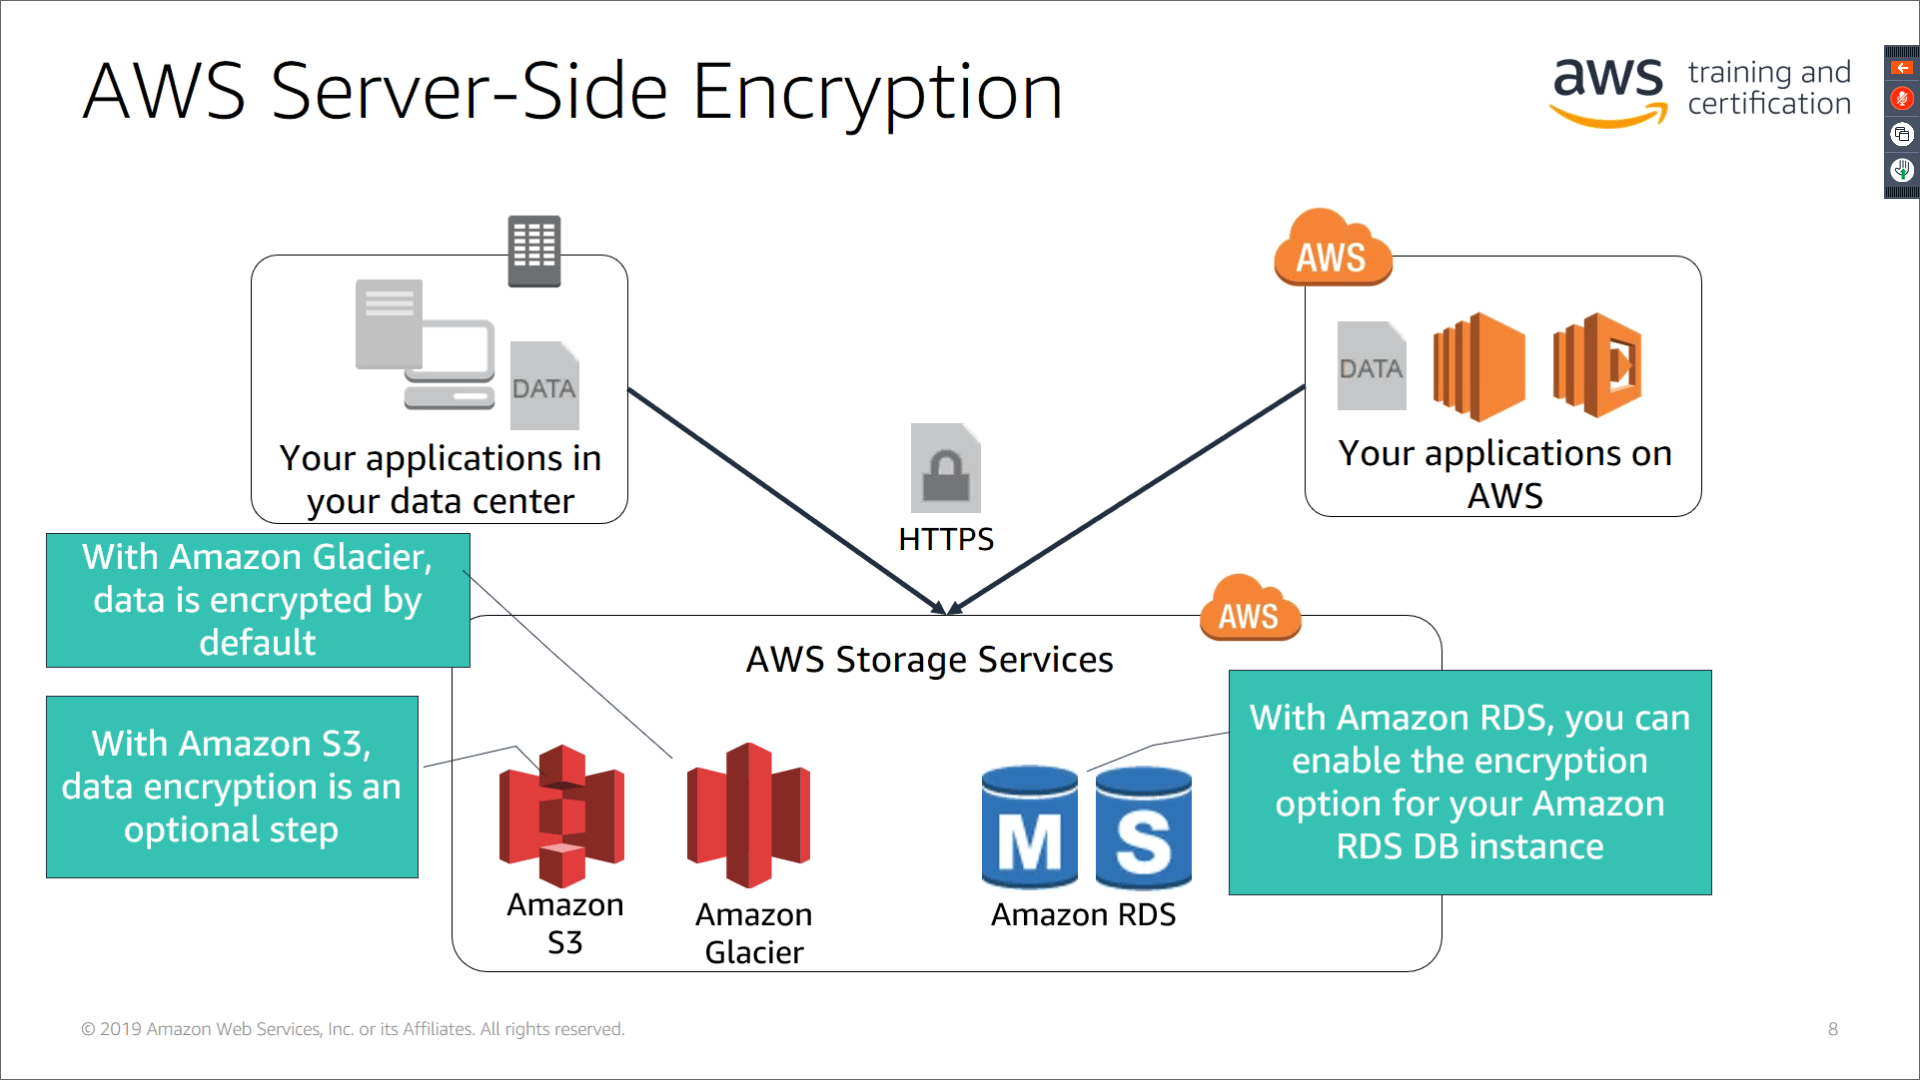 AWS Server-Side Encryption
aws training and
certification
AWS
DATA
DATA
Your applications in
your data center
Your applications on
AWS
HTTPS
With Amazon Glacier,
data is encrypted by
default
AWS
AWS Storage Services
With Amazon S3,
data encryption is an
optional step
With Amazon RDS, you can
enable the encryption
option for your Amazon
RDS DB instance
M
S
Amazon
S3
Amazon
Glacier
Amazon RDS
© 2019 Amazon Web Services, Inc. or its Affiliates. All rights reserved.
8